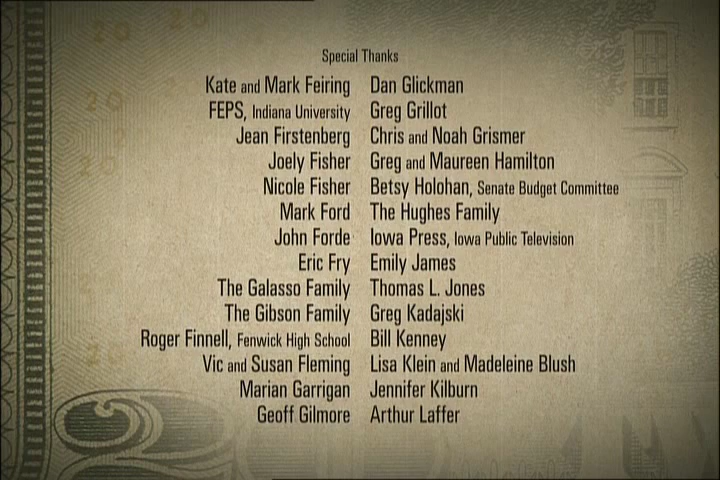 Special Thanks
Kate and Mark Feiring
FEPS, Indiana University
Jean Firstenberg
Joely Fisher
Nicole Fisher
Mark Ford
John Forde
Eric Fry
The Galasso Family
The Gibson Family
Roger Finnell, Fenwick High School
Vic and Susan Fleming
Marian Garrigan
Geoff Gilmore
Dan Glickman
Greg Grillot
Chris and Noah Grismer
Greg and Maureen Hamilton
Betsy Holohan, Senate Budget Committee
The Hughes Family
Iowa Press, Iowa Public Television
Emily James
Thomas L. Jones
Greg Kadajski
Bill Kenney
Lisa Klein and Madeleine Blush
Jennifer Kilburn
Arthur Laffer